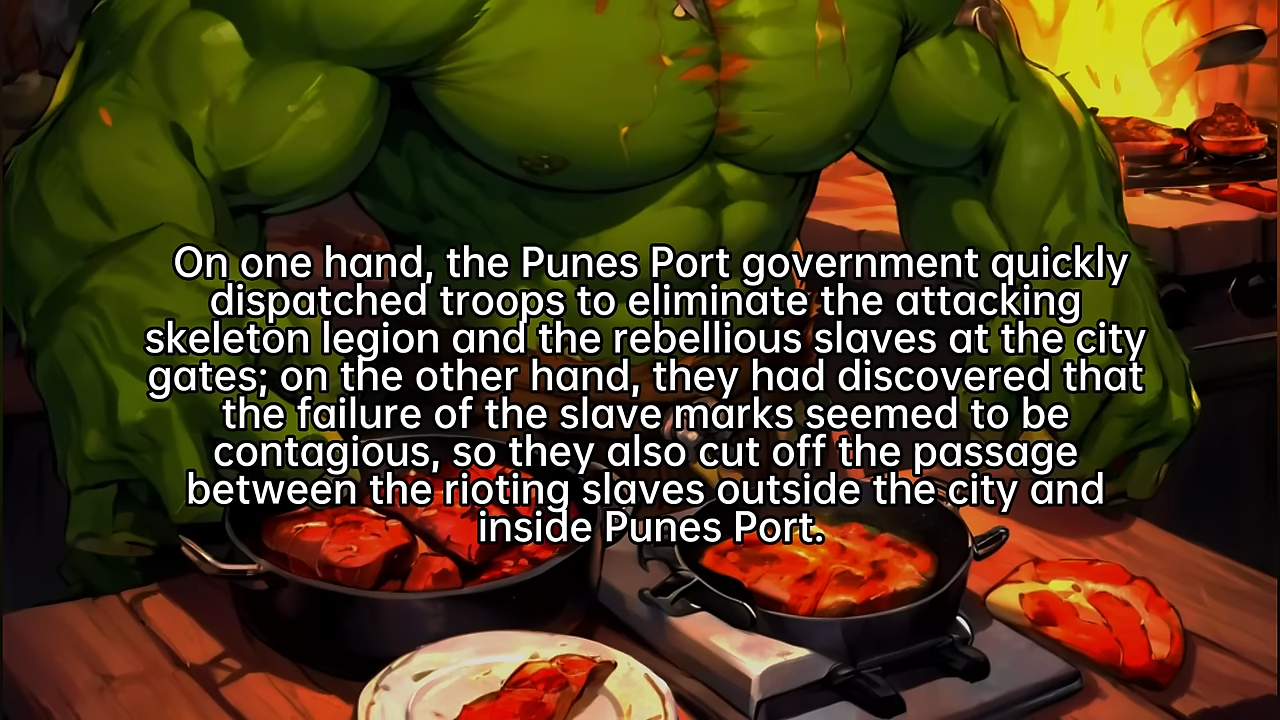 On one hand, the Punes Port government quickly
dispatched troops to eliminate the attacking
skeleton legion and the rebellious slaves at the city
gates; on the other hand, they had discovered that
the failure of the slave marks seemed to be
contagious, so they also cut off the passage
between the rioting slaves outside the city and
inside Punes Port.